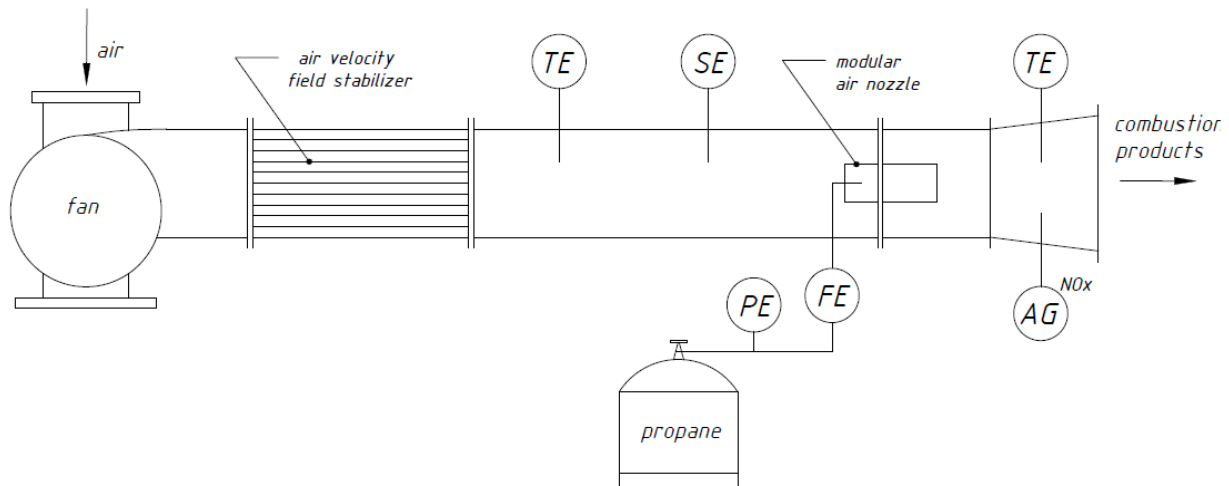 air
air velocity
field stabilizer
TE
SE
modular
air nozzle
TE
combustion
products
fan
PE
FE
NOx
AG
propane